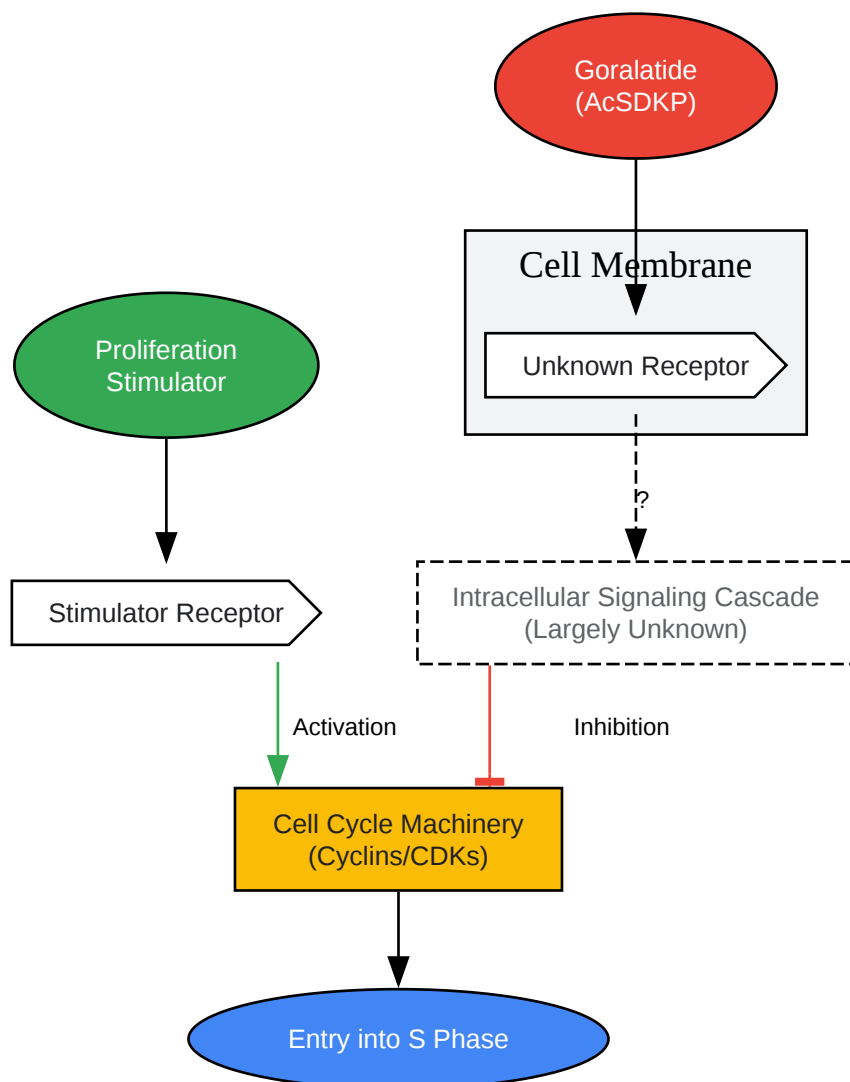 Goralatide
(AcSDKP)
Cell Membrane
Unknown Receptor
Proliferation
Stimulator
?
Stimulator Receptor
Intracellular Signaling Cascade
(Largely Unknown)
Activation
Inhibition
Cell Cycle Machinery
(Cyclins/CDKs)
Entry into S Phase